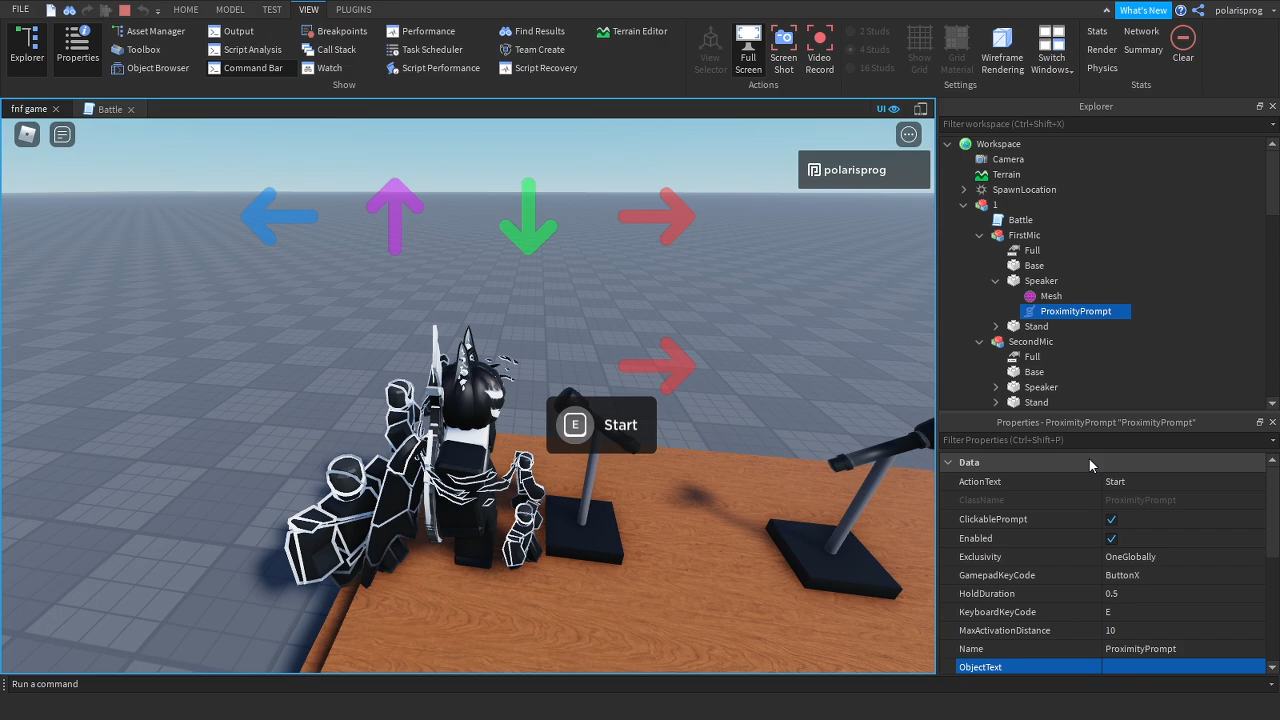 FILE HOME MODEL TEST VIEW PLUGINS What's New polarisprog
Explorer Properties Asset Manager Output Breakpoints Performance Find Results Terrain Editor View Selector Full Screen Screen Shot Video Record 2 Studs Show Grid Grid Material Wireframe Rendering Switch Windows Stats Network Clear
Toolbox Script Analysis Call Stack Task Scheduler Team Create 4 Studs Render Summary
Object Browser Command Bar Watch Script Performance Script Recovery 16 Studs Physics
Show Actions Settings Stats
fnf game Battle UI Explorer
Filter workspace (Ctrl+Shift+X)
polarisprog
E Start
Workspace
Camera
Terrain
SpawnLocation
1
Battle
FirstMic
Full
Base
Speaker
Mesh
ProximityPrompt
Stand
SecondMic
Full
Base
Speaker
Stand
Properties - ProximityPrompt "ProximityPrompt"
Filter Properties (Ctrl+Shift+P)
Data
ActionText Start
ClassName ProximityPrompt
ClickablePrompt
Enabled
Exclusivity OneGlobally
GamepadKeyCode ButtonX
HoldDuration 0.5
KeyboardKeyCode E
MaxActivationDistance 10
Name ProximityPrompt
ObjectText
Run a command